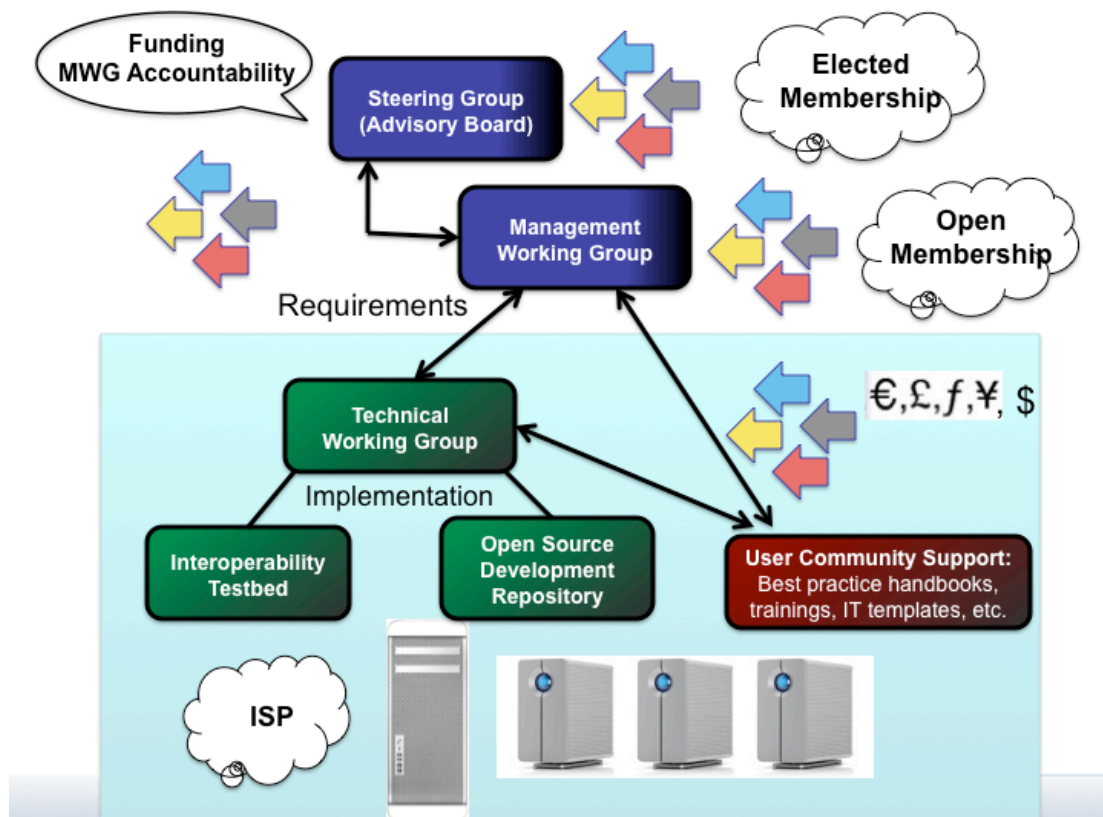 Funding
MWG Accountability
Steering Group
(Advisory Board)
Elected
Membership
Management
Working Group
Open
Membership
Requirements
€,£,ƒ,¥, $
Technical
Working Group
Implementation
Interoperability
Testbed
Open Source
Development
Repository
User Community Support:
Best practice handbooks,
trainings, IT templates, etc.
ISP